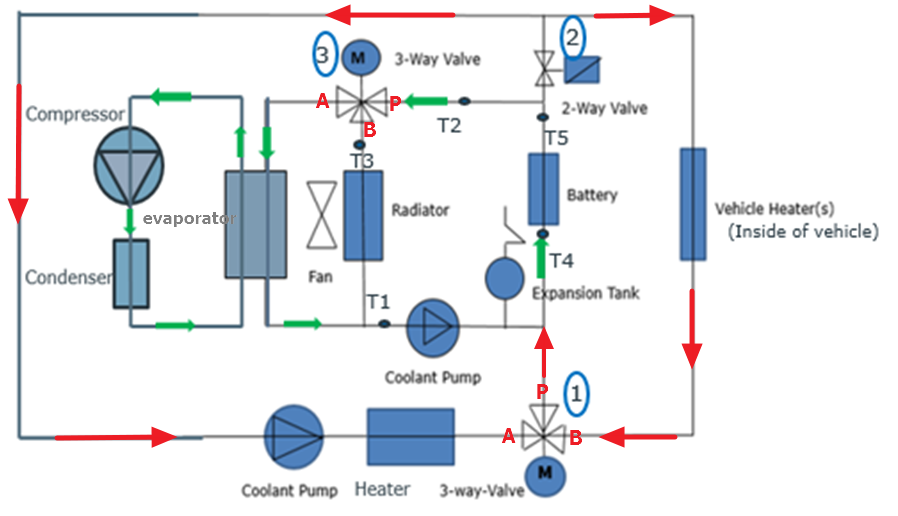 3
M
3-Way Valve
2
A
P
B
T2
2-Way Valve
Compressor
T3
T5
evaporator
Radiator
Battery
Vehicle Heater(s)
(Inside of vehicle)
Condenser
Fan
T4
Expansion Tank
T1
Coolant Pump
P
1
A
B
M
Coolant Pump
Heater
3-way-Valve